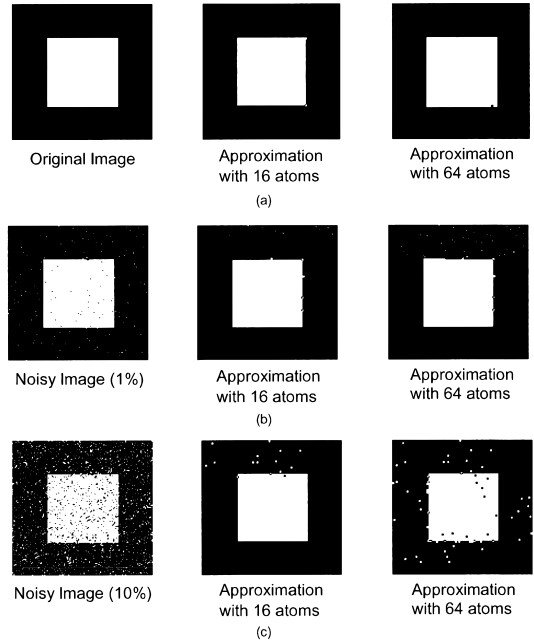 Original Image
Approximation
with 16 atoms
Approximation
with 64 atoms
(a)
Noisy Image (1%)
Approximation
with 16 atoms
Approximation
with 64 atoms
(b)
Noisy Image (10%)
Approximation
with 16 atoms
Approximation
with 64 atoms
(c)